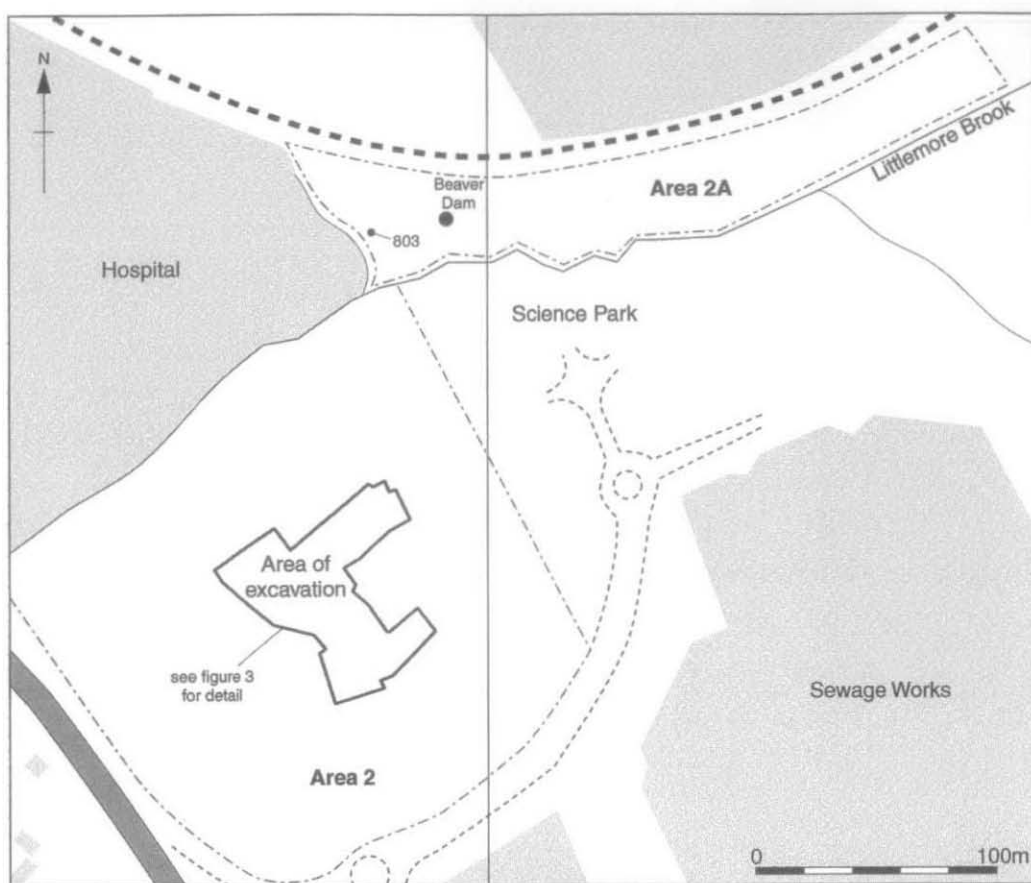 N
Littlemore Brook
Beaver
Dam
Area 2A
803
Hospital
Science Park
Area of
excavation
see figure 3
for detail
Sewage Works
Area 2
0 100m